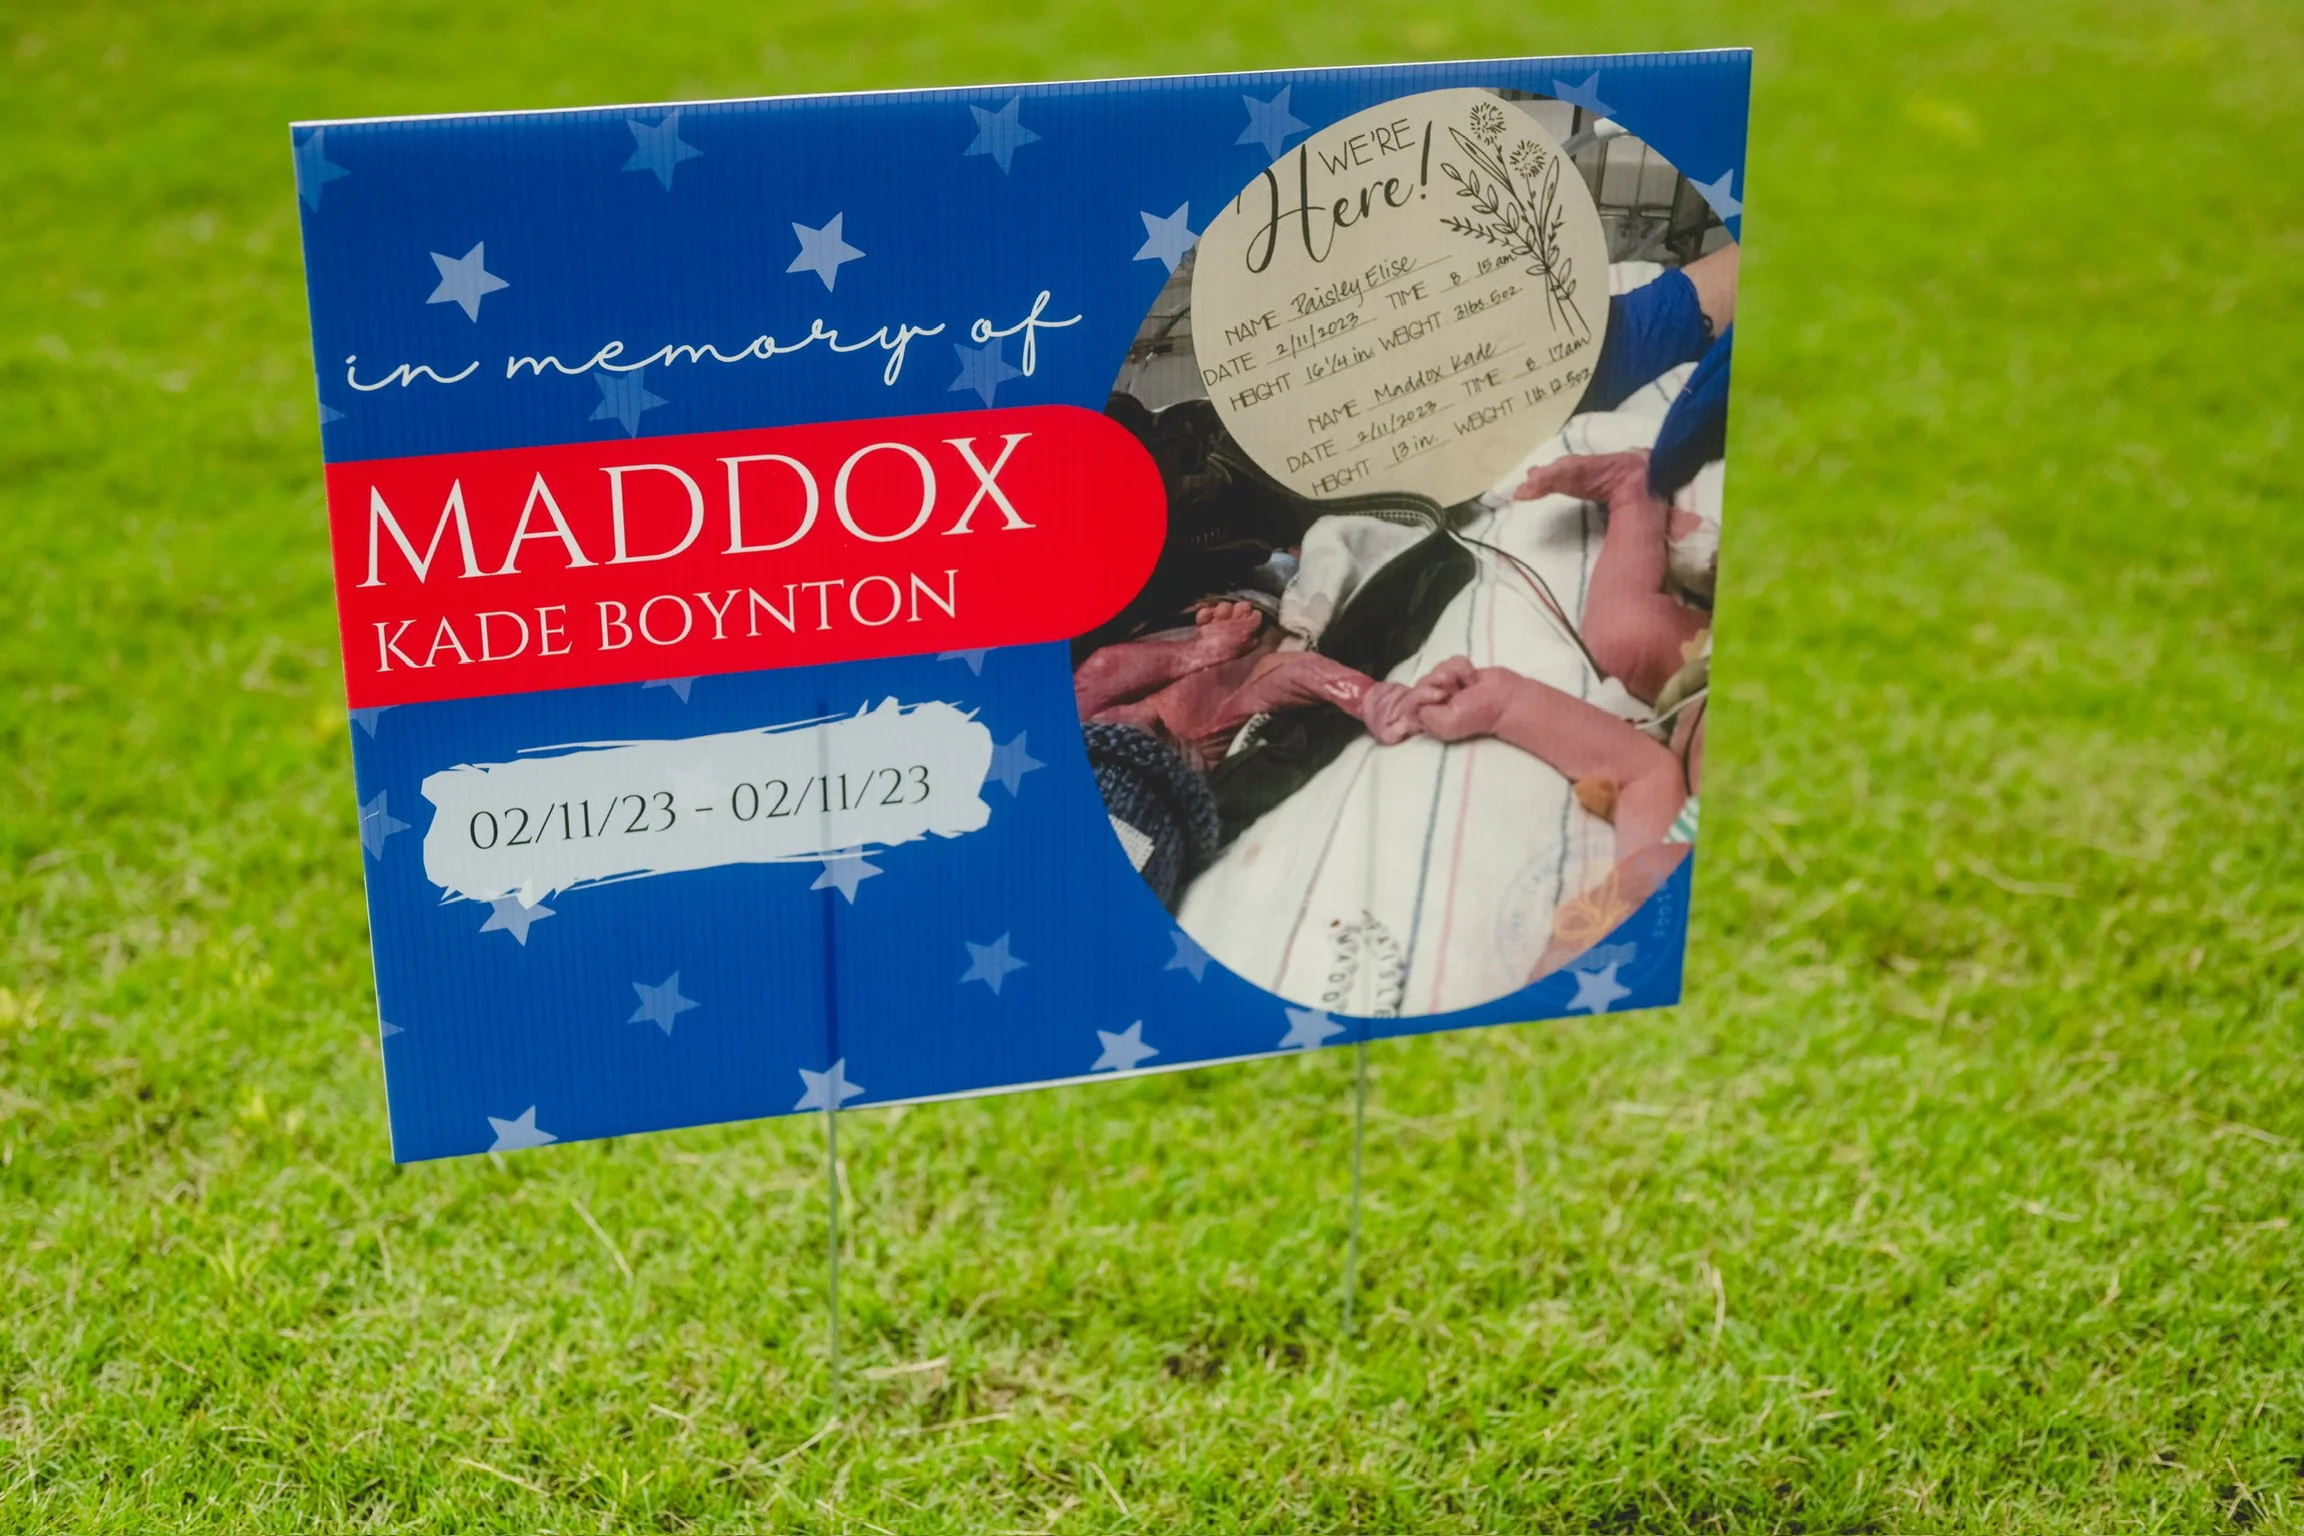 in memory of
MADDOX
KADE BOYNTON
02/11/23 - 02/11/23
WE'RE
Here!
NAME Paisley Elise
DATE 2/11/2023 TIME 8 15 am
HEIGHT 16 1/4 in. WEIGHT 3lbs. 5oz.
NAME Maddox Kade
DATE 2/11/2023 TIME 8 17am
HEIGHT 13 in. WEIGHT 1lb 12.5oz